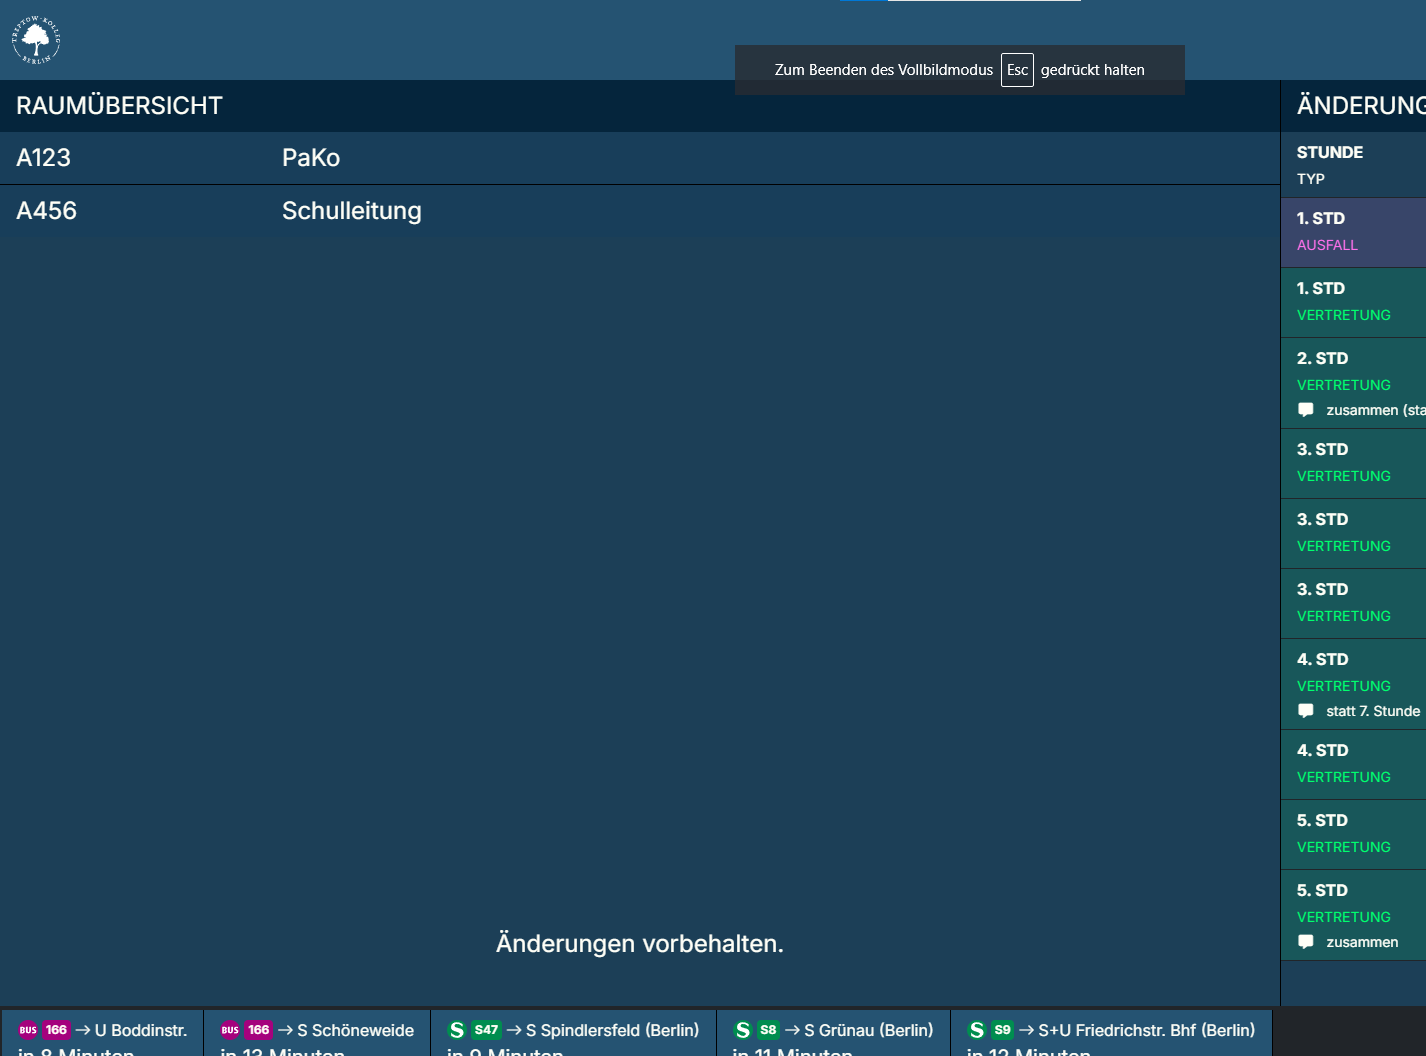 TREPTOW-KOLLEG
BERLIN
Zum Beenden des Vollbildmodus Esc gedrückt halten
RAUMÜBERSICHT
A123 PaKo
A456 Schulleitung
Änderungen vorbehalten.
ÄNDERUNG
STUNDE
TYP
1. STD
AUSFALL
1. STD
VERTRETUNG
2. STD
VERTRETUNG
zusammen (sta
3. STD
VERTRETUNG
3. STD
VERTRETUNG
3. STD
VERTRETUNG
4. STD
VERTRETUNG
statt 7. Stunde
4. STD
VERTRETUNG
5. STD
VERTRETUNG
5. STD
VERTRETUNG
zusammen
BUS 166 → U Boddinstr.
in 8 Minuten
BUS 166 → S Schöneweide
in 13 Minuten
S S47 → S Spindlersfeld (Berlin)
in 9 Minuten
S S8 → S Grünau (Berlin)
in 11 Minuten
S S9 → S+U Friedrichstr. Bhf (Berlin)
in 12 Minuten